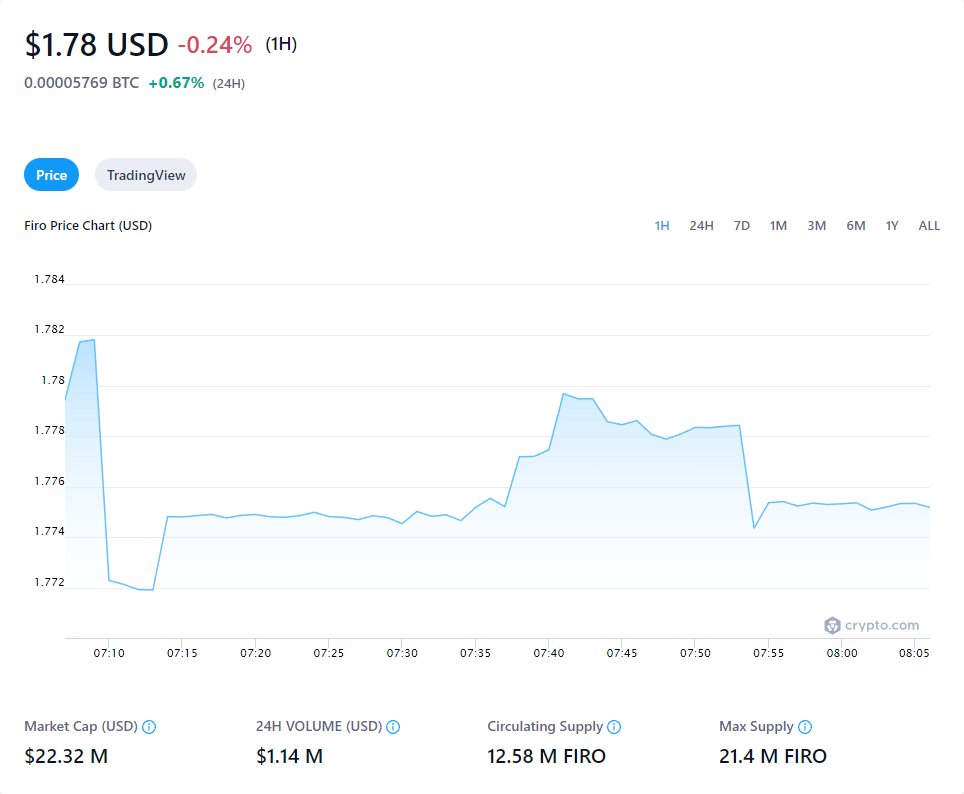 $1.78 USD -0.24% (1H)
0.00005769 BTC +0.67% (24H)
Price TradingView
Firo Price Chart (USD) 1H 24H 7D 1M 3M 6M 1Y ALL
1.784
1.782
1.78
1.778
1.776
1.774
1.772
crypto.com
07:10 07:15 07:20 07:25 07:30 07:35 07:40 07:45 07:50 07:55 08:00 08:05
Market Cap (USD) 24H VOLUME (USD) Circulating Supply Max Supply
$22.32 M $1.14 M 12.58 M FIRO 21.4 M FIRO